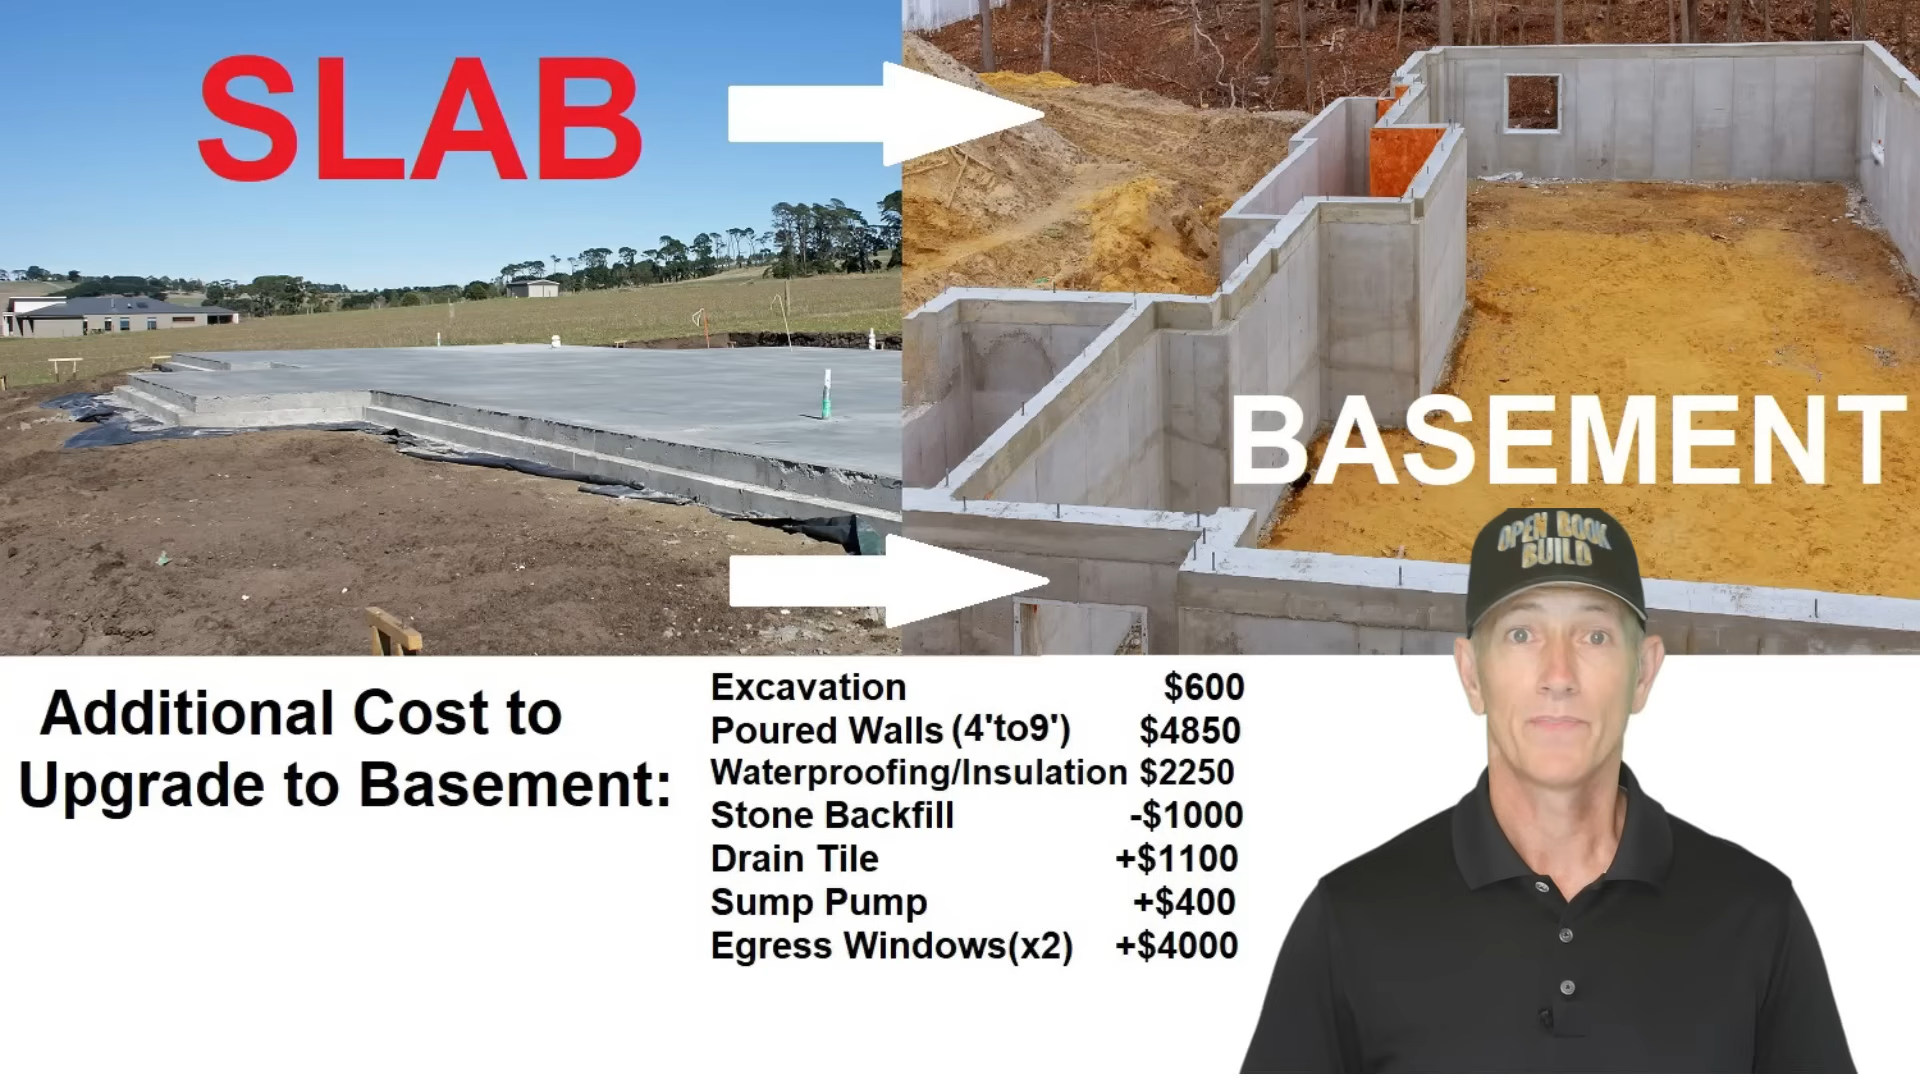 SLAB
BASEMENT
OPEN BOOK
BUILD
Additional Cost to
Upgrade to Basement:
Excavation $600
Poured Walls (4'to9') $4850
Waterproofing/Insulation $2250
Stone Backfill -$1000
Drain Tile +$1100
Sump Pump +$400
Egress Windows(x2) +$4000